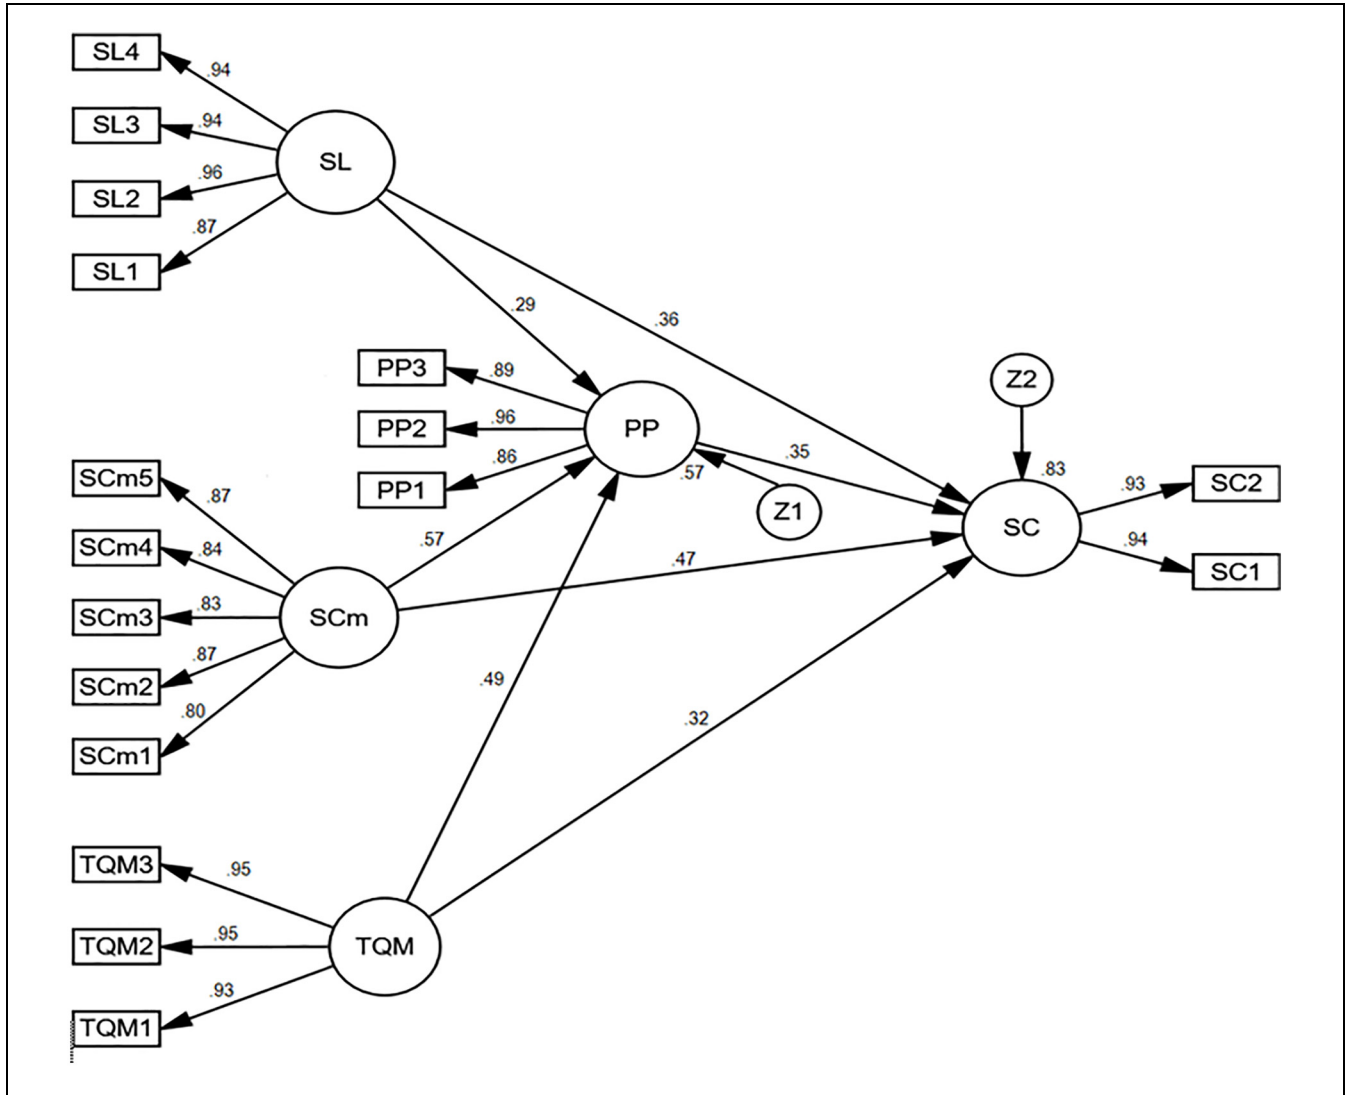 SL4
.94
SL3
.94
SL
SL2
.96
.87
SL1
.29
.36
PP3
.89
Z2
PP2
.96
PP
PP1
.86
.35
.57
Z1
.83
SCm5
.87
.93
SC2
SC
SCm4
.84
.57
.47
.94
SC1
SCm3
.83
SCm
SCm2
.87
.80
SCm1
.49
.32
TQM3
.95
TQM2
.95
TQM
.93
TQM1